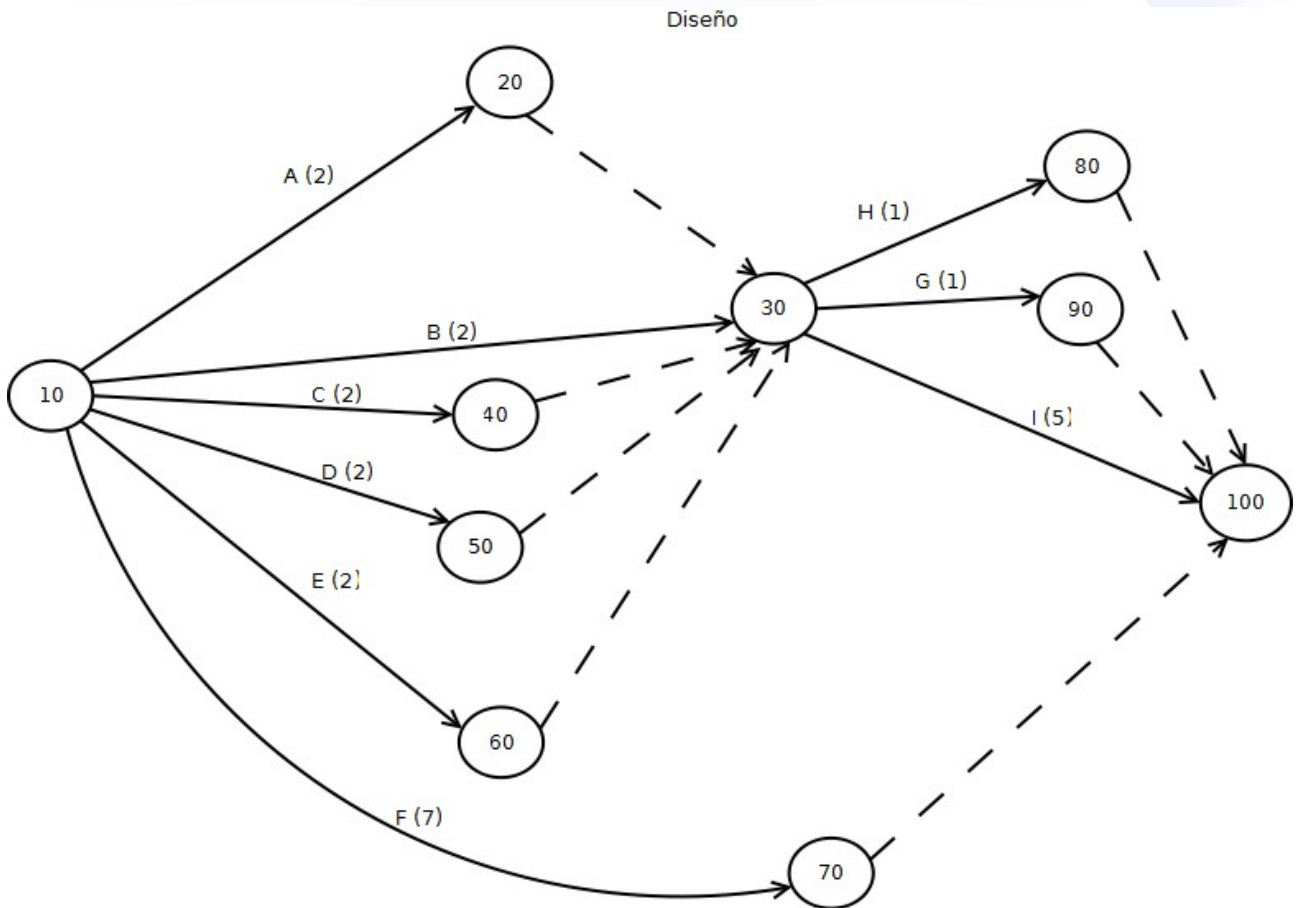 Diseño
20
A (2)
80
H (1)
G (1)
30
90
B (2)
10
C (2)
40
I (5)
D (2)
100
50
E (2)
60
F (7)
70